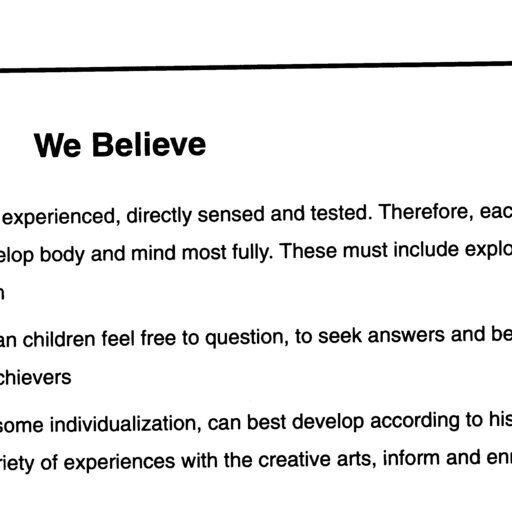 We Believe
experienced, directly sensed and tested. Therefore, eac
elop body and mind most fully. These must include explo
n
an children feel free to question, to seek answers and be
chievers
some individualization, can best develop according to his
riety of experiences with the creative arts, inform and en